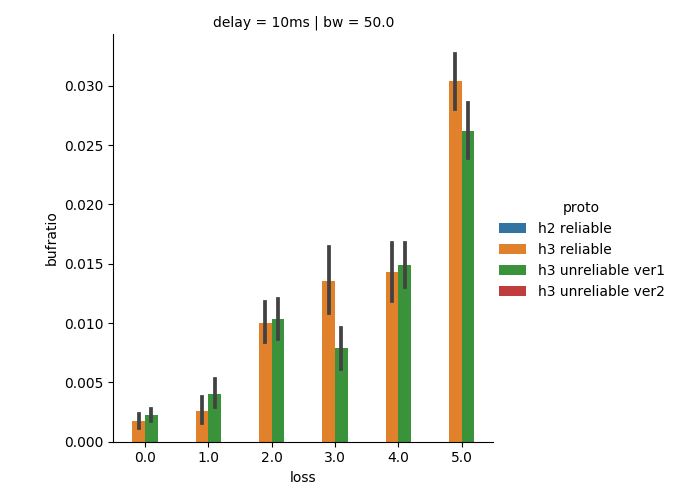 delay = 10ms | bw = 50.0
bufratio
0.030
0.025
0.020
0.015
0.010
0.005
0.000
0.0 1.0 2.0 3.0 4.0 5.0
loss
proto
h2 reliable
h3 reliable
h3 unreliable ver1
h3 unreliable ver2